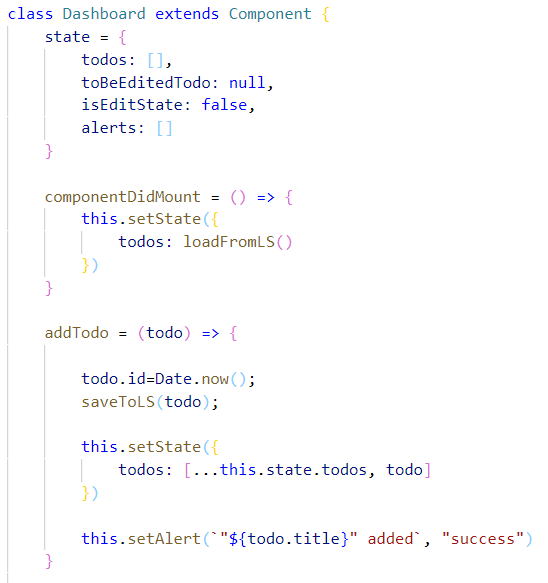 class Dashboard extends Component {
    state = {
        todos: [],
        toBeEditedTodo: null,
        isEditState: false,
        alerts: []
    }

    componentDidMount = () => {
        this.setState({
            todos: loadFromLS()
        })
    }

    addTodo = (todo) => {

        todo.id=Date.now();
        saveToLS(todo);

        this.setState({
            todos: [...this.state.todos, todo]
        })

        this.setAlert(`"${todo.title}" added`, "success")
    }